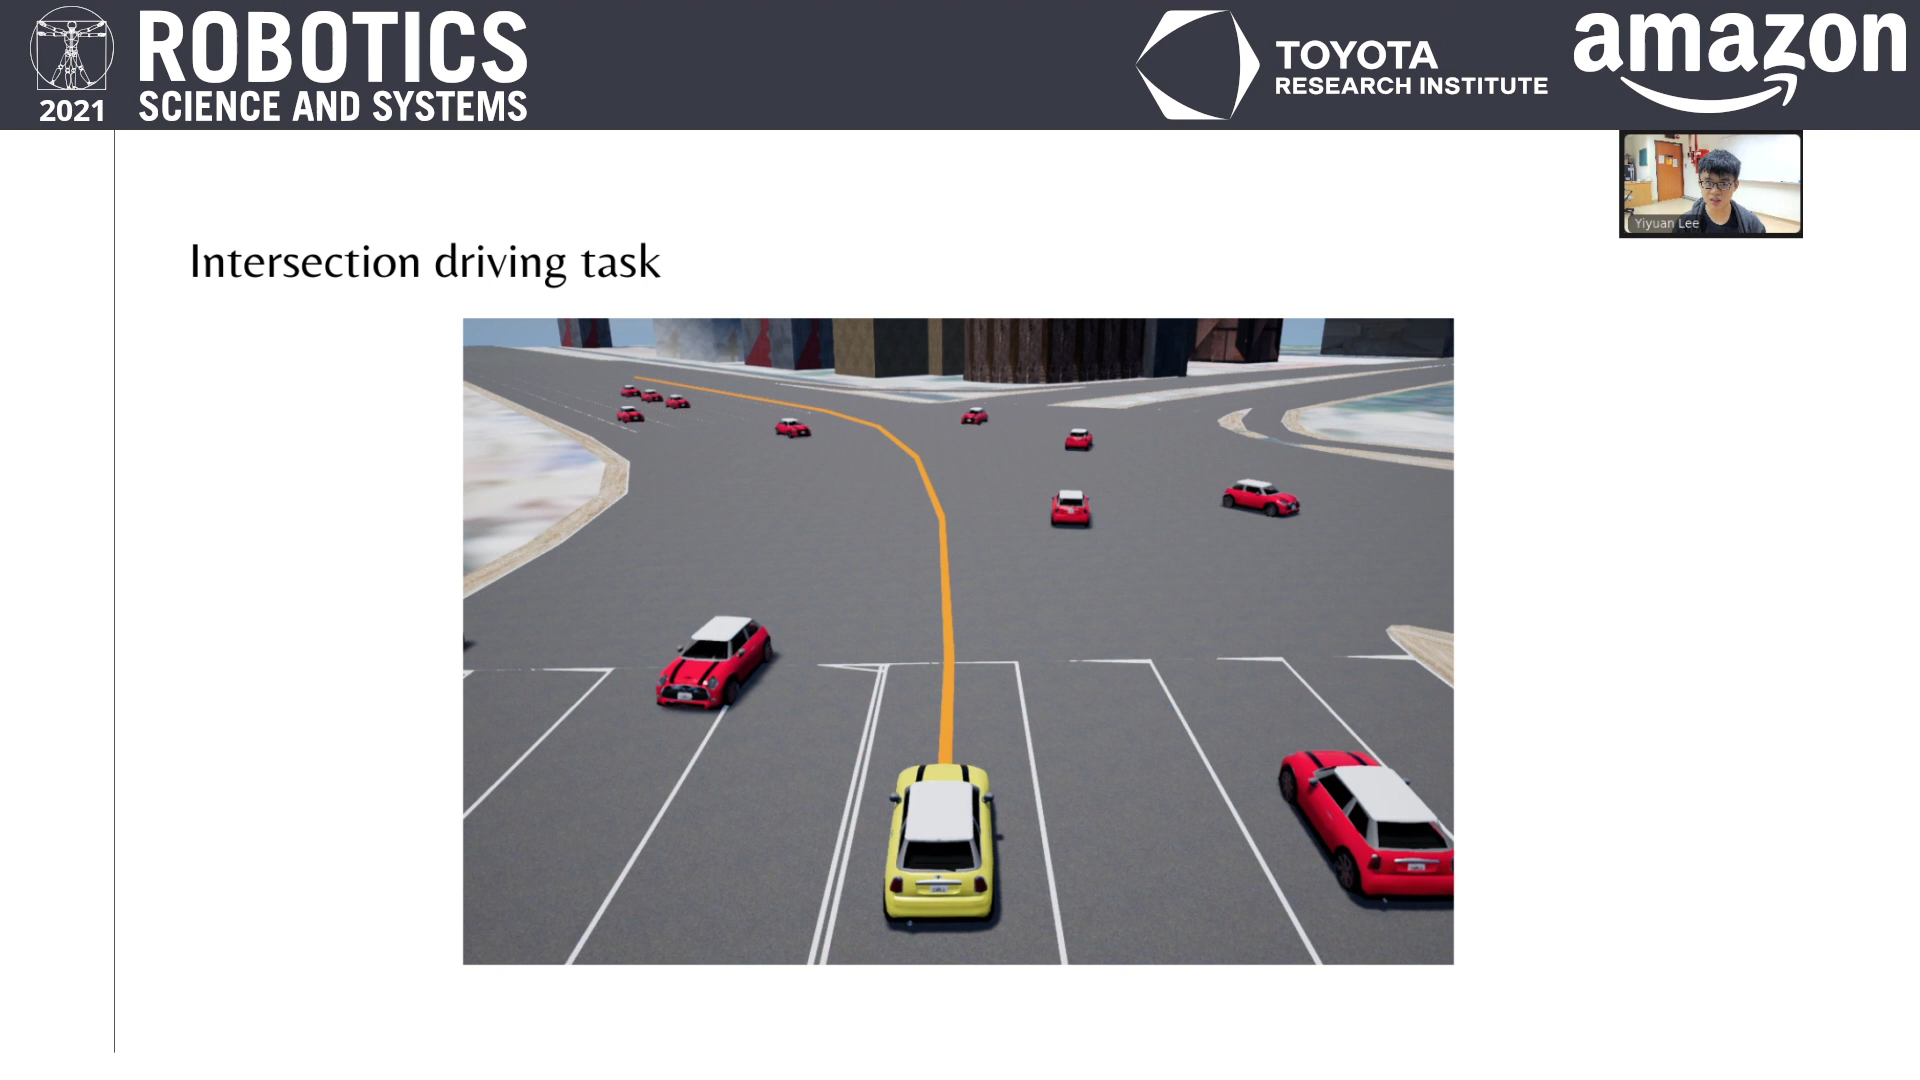 ROBOTICS
SCIENCE AND SYSTEMS
2021
TOYOTA
RESEARCH INSTITUTE
amazon
Yiyuan Lee
Intersection driving task